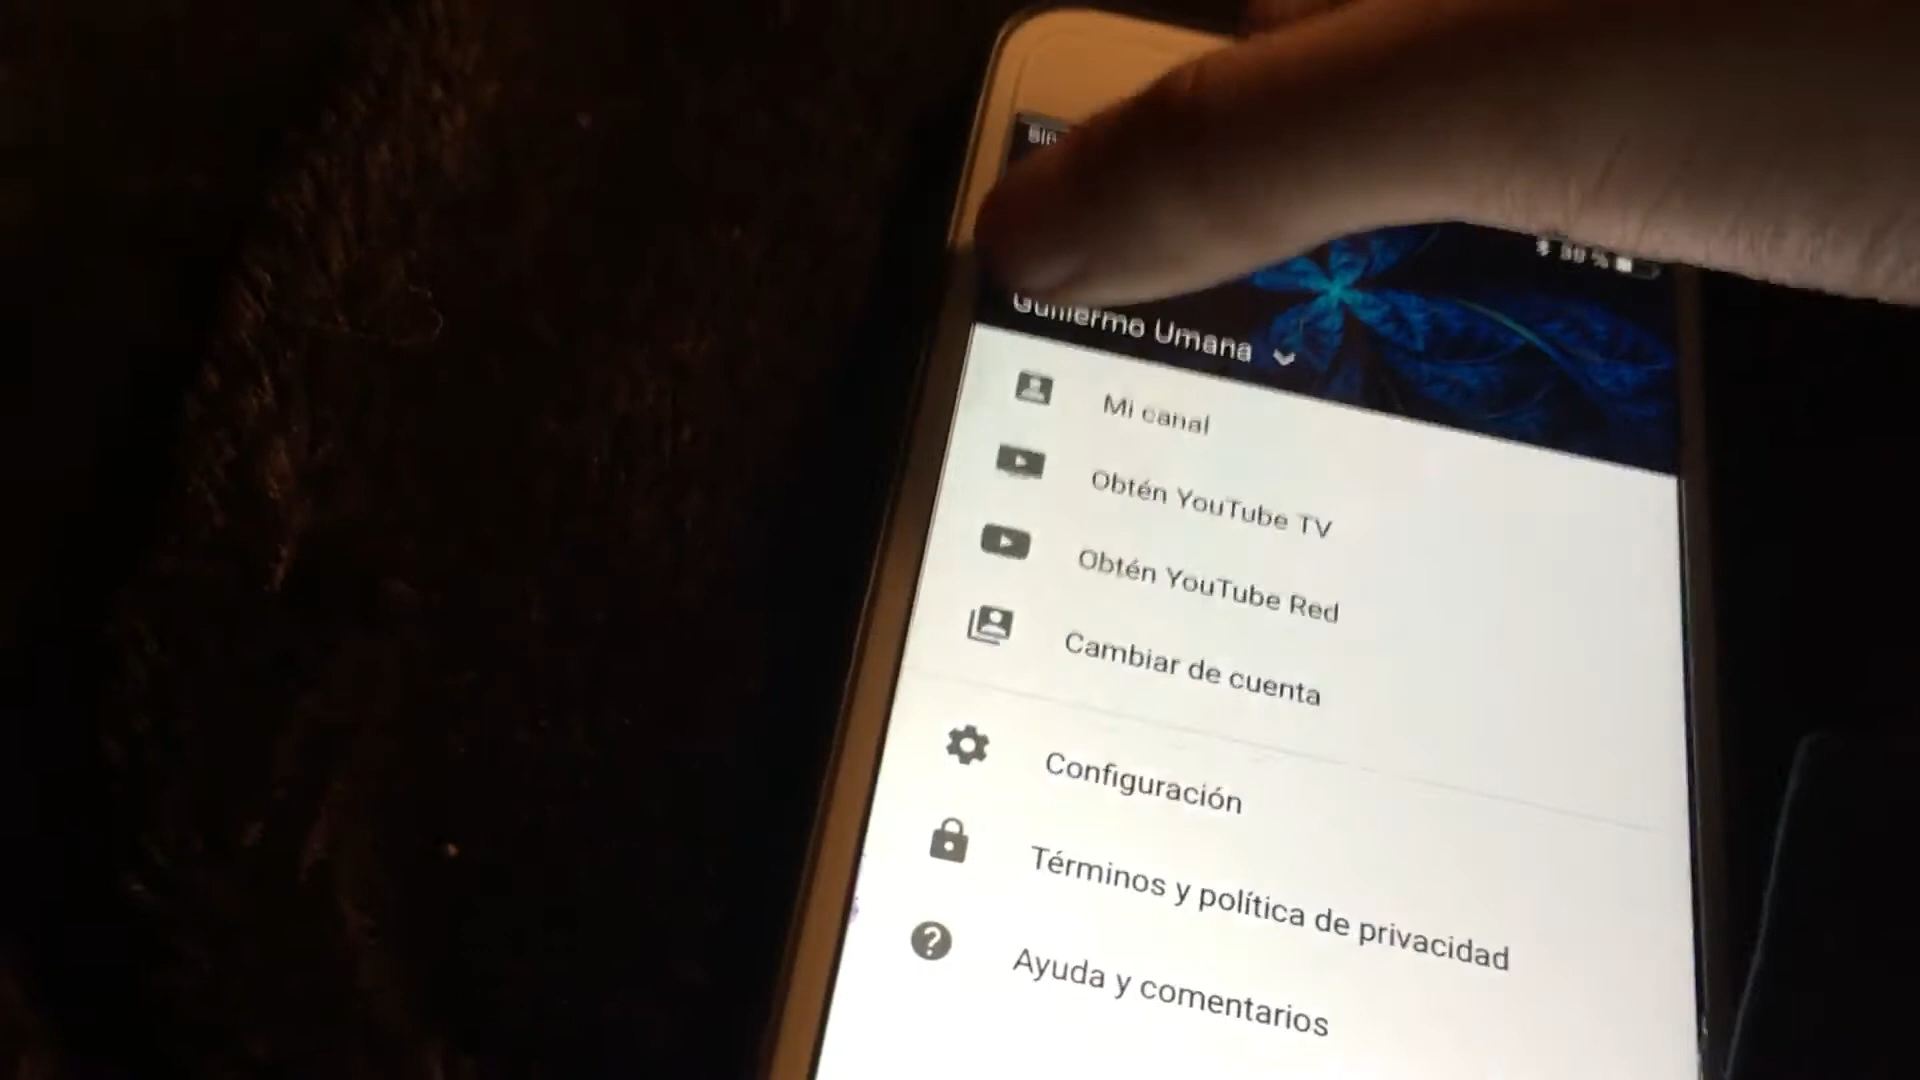 Guillermo Umana
Mi canal
Obtén YouTube TV
Obtén YouTube Red
Cambiar de cuenta
Configuración
Términos y política de privacidad
Ayuda y comentarios